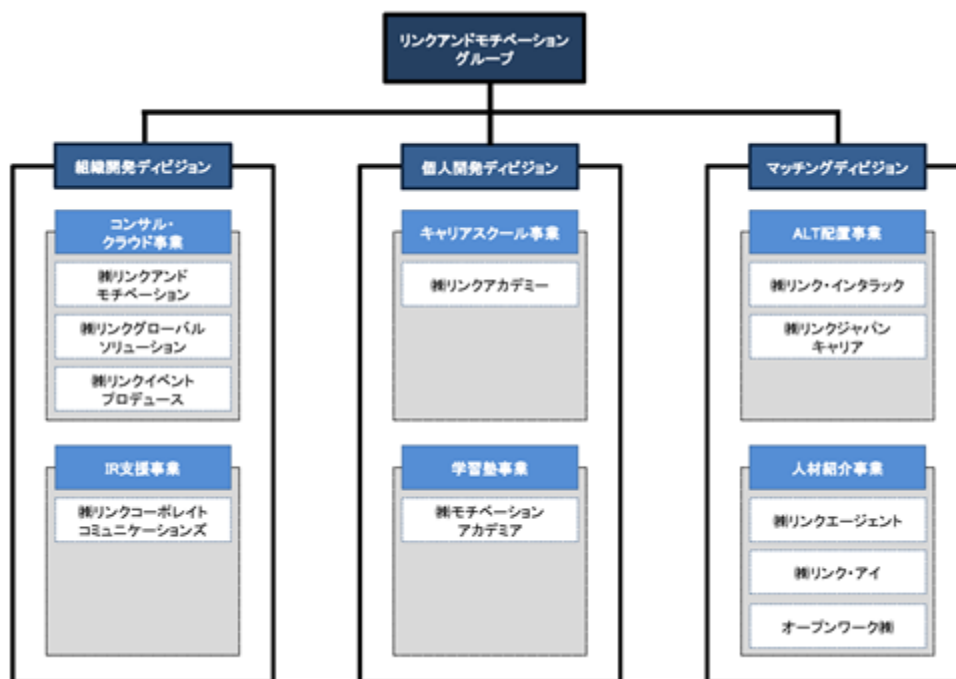 リンクアンドモチベーション
グループ
組織開発ディビジョン
コンサル・
クラウド事業
㈱リンクアンド
モチベーション
㈱リンクグローバル
ソリューション
㈱リンクイベント
プロデュース
IR支援事業
㈱リンクコーポレイト
コミュニケーションズ
個人開発ディビジョン
キャリアスクール事業
㈱リンクアカデミー
学習塾事業
㈱モチベーション
アカデミア
マッチングディビジョン
ALT配置事業
㈱リンク・インタラック
㈱リンクジャパン
キャリア
人材紹介事業
㈱リンクエージェント
㈱リンク・アイ
オープンワーク㈱